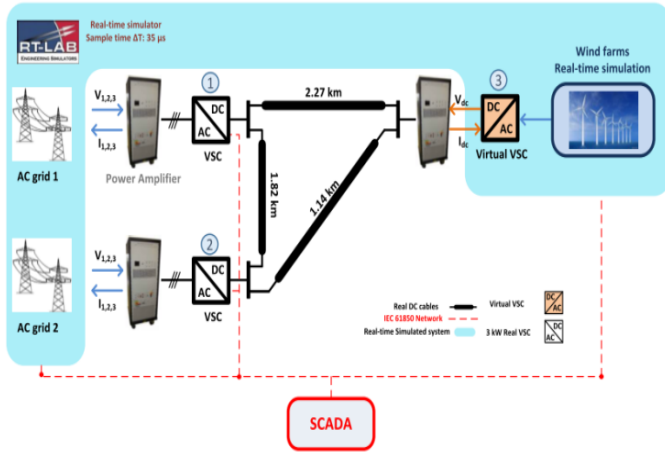 RT-LAB
ENGINEERING SIMULATORS
Real-time simulator
Sample time ΔT: 35 µs
V1,2,3
I1,2,3
AC grid 1
Power Amplifier
1
DC
AC
VSC
2.27 km
1.82 km
1.14 km
Vdc
Idc
3
DC
AC
Virtual VSC
Wind farms
Real-time simulation
V1,2,3
I1,2,3
AC grid 2
2
DC
AC
VSC
Real DC cables
IEC 61850 Network
Real-time Simulated system
Virtual VSC
DC
AC
3 kW Real VSC
DC
AC
SCADA